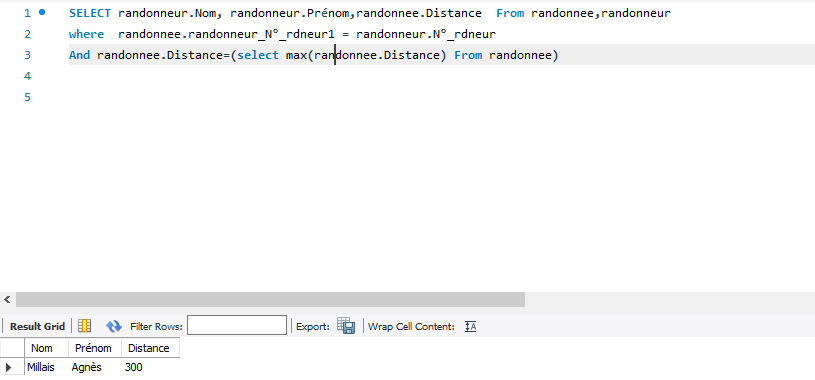 1 SELECT randonneur.Nom, randonneur.Prénom,randonnee.Distance From randonnee,randonneur
2 where randonnee.randonneur_N°_rdneur1 = randonneur.N°_rdneur
3 And randonnee.Distance=(select max(randonnee.Distance) From randonnee)
4
5
Result Grid Filter Rows: Export: Wrap Cell Content:
Nom Prénom Distance
Millais Agnès 300